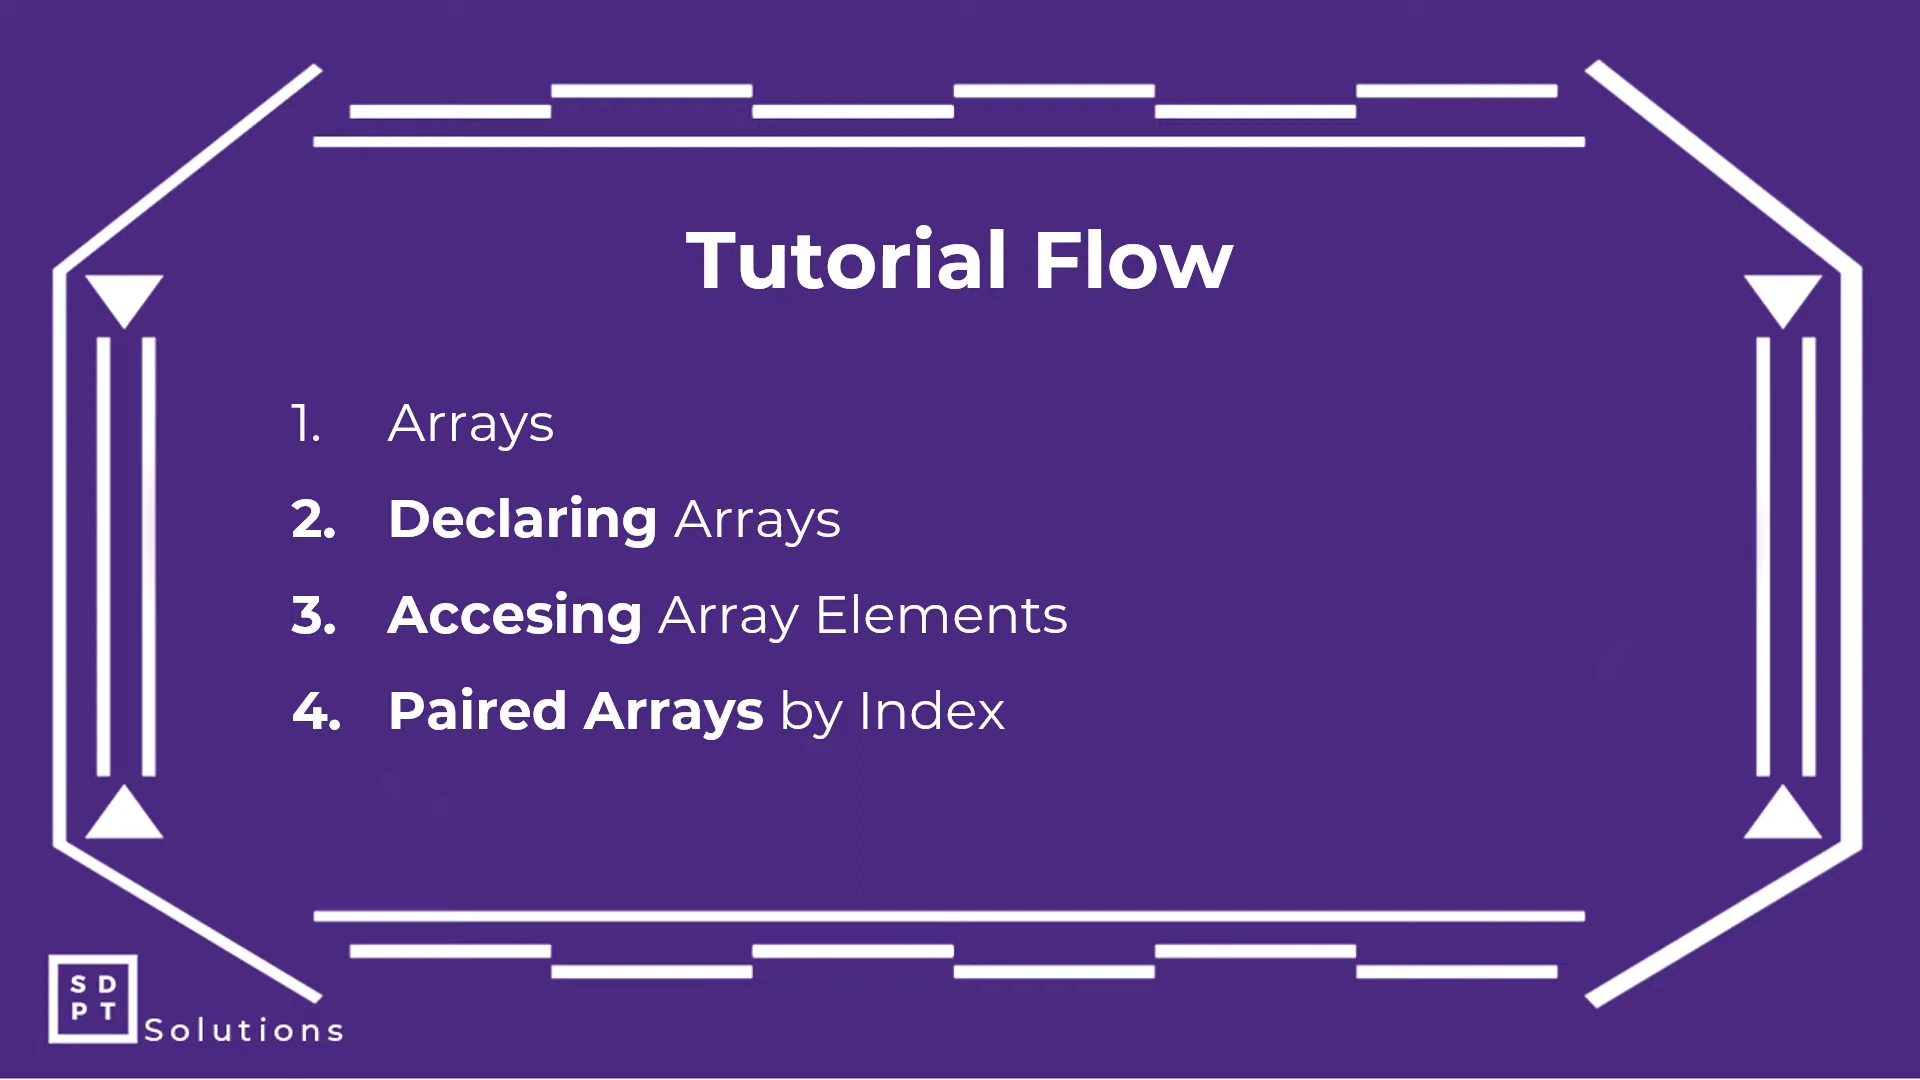 Tutorial Flow
1. Arrays
2. Declaring Arrays
3. Accesing Array Elements
4. Paired Arrays by Index
S D
P T
Solutions